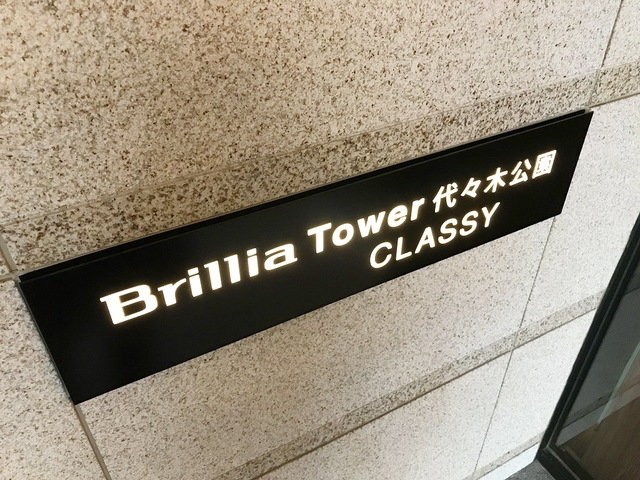 Brillia Tower 代々木公園
CLASSY